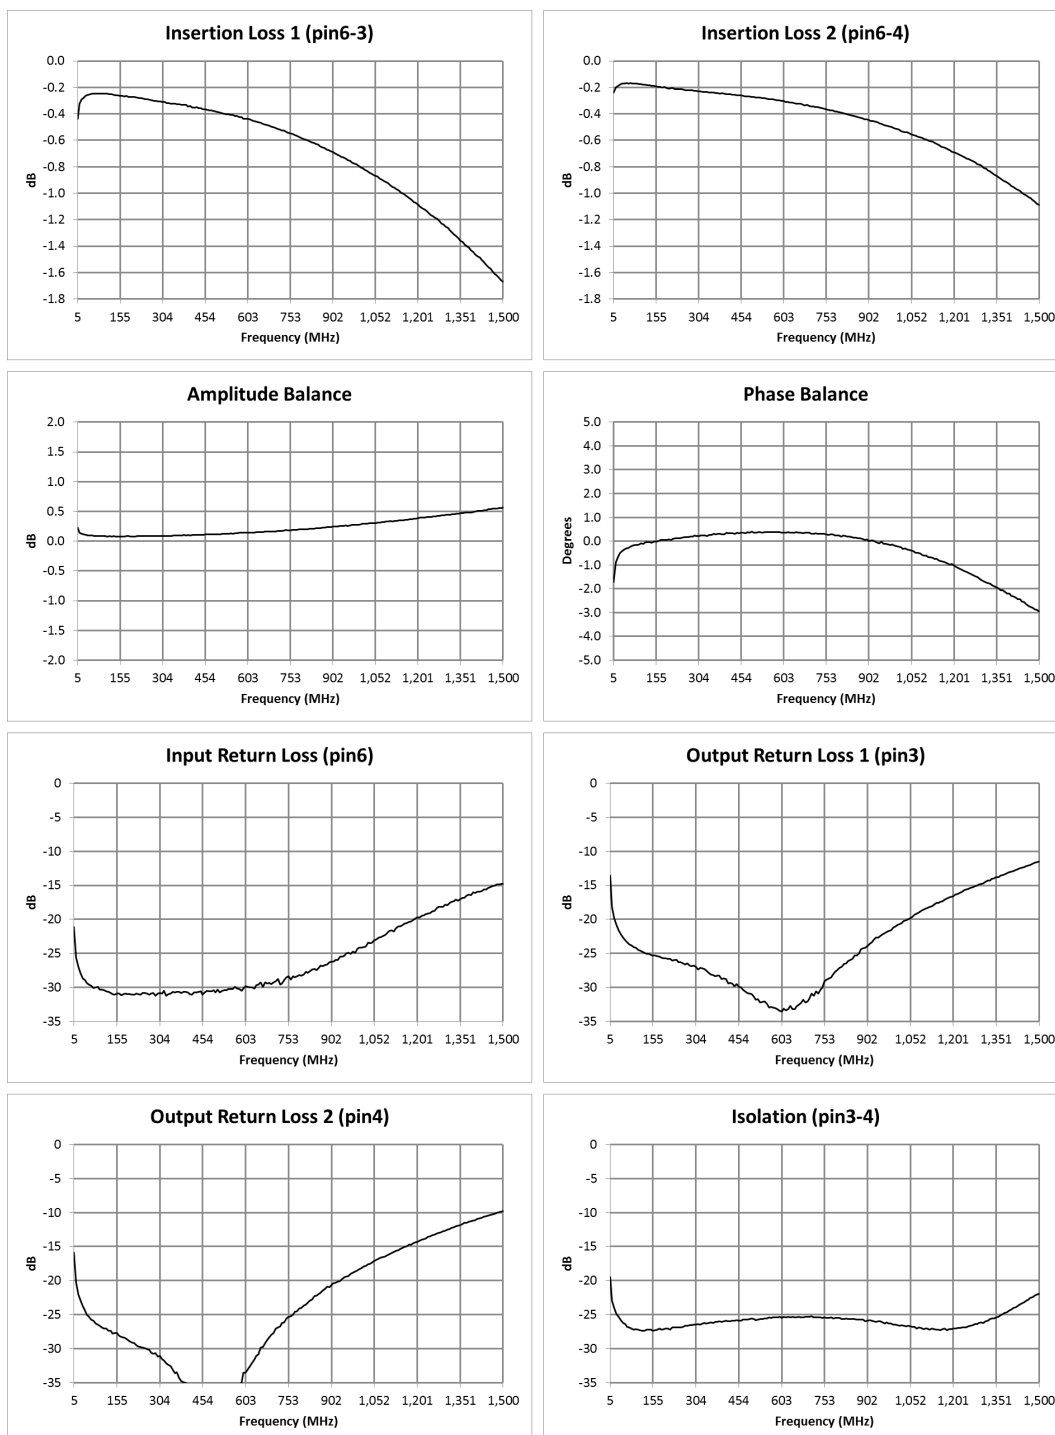 Insertion Loss 1 (pin6-3)
0.0
-0.2
-0.4
-0.6
-0.8
-1.0
-1.2
-1.4
-1.6
-1.8
dB
5 155 304 454 603 753 902 1,052 1,201 1,351 1,500
Frequency (MHz)
Insertion Loss 2 (pin6-4)
0.0
-0.2
-0.4
-0.6
-0.8
-1.0
-1.2
-1.4
-1.6
-1.8
dB
5 155 304 454 603 753 902 1,052 1,201 1,351 1,500
Frequency (MHz)
Amplitude Balance
2.0
1.5
1.0
0.5
0.0
-0.5
-1.0
-1.5
-2.0
dB
5 155 304 454 603 753 902 1,052 1,201 1,351 1,500
Frequency (MHz)
Phase Balance
5.0
4.0
3.0
2.0
1.0
0.0
-1.0
-2.0
-3.0
-4.0
-5.0
Degrees
5 155 304 454 603 753 902 1,052 1,201 1,351 1,500
Frequency (MHz)
Input Return Loss (pin6)
0
-5
-10
-15
-20
-25
-30
-35
dB
5 155 304 454 603 753 902 1,052 1,201 1,351 1,500
Frequency (MHz)
Output Return Loss 1 (pin3)
0
-5
-10
-15
-20
-25
-30
-35
dB
5 155 304 454 603 753 902 1,052 1,201 1,351 1,500
Frequency (MHz)
Output Return Loss 2 (pin4)
0
-5
-10
-15
-20
-25
-30
-35
dB
5 155 304 454 603 753 902 1,052 1,201 1,351 1,500
Frequency (MHz)
Isolation (pin3-4)
0
-5
-10
-15
-20
-25
-30
-35
dB
5 155 304 454 603 753 902 1,052 1,201 1,351 1,500
Frequency (MHz)